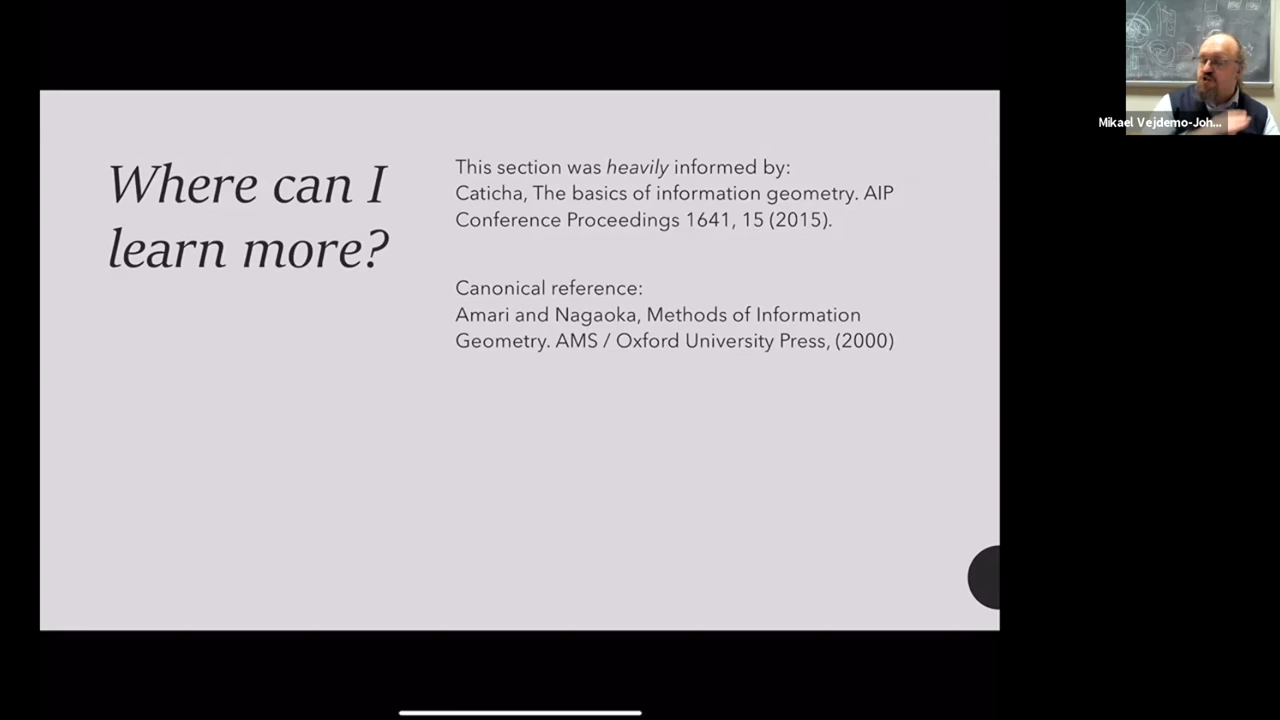 Where can I
learn more?
This section was heavily informed by:
Caticha, The basics of information geometry. AIP
Conference Proceedings 1641, 15 (2015).
Canonical reference:
Amari and Nagaoka, Methods of Information
Geometry. AMS / Oxford University Press, (2000)
Mikael Vejdemo-Joh...